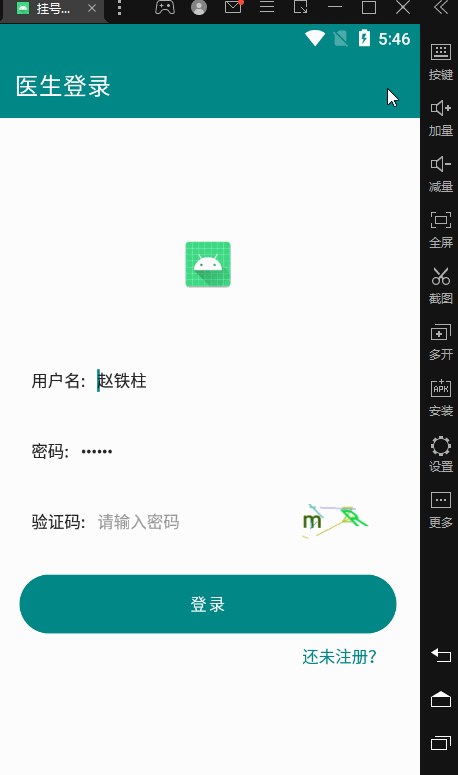 挂号...
5:46
医生登录
按键
加量
减量
全屏
截图
多开
APK
安装
设置
更多
用户名: 赵铁柱
密码: ••••••
验证码: 请输入密码
m
登录
还未注册?